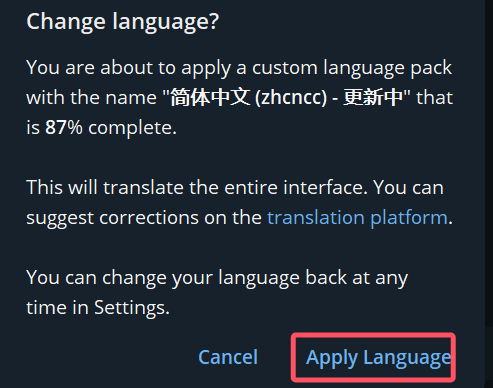 Change language?
You are about to apply a custom language pack
with the name "简体中文 (zhcncc) - 更新中" that
is 87% complete.
This will translate the entire interface. You can
suggest corrections on the translation platform.
You can change your language back at any
time in Settings.
Cancel
Apply Language